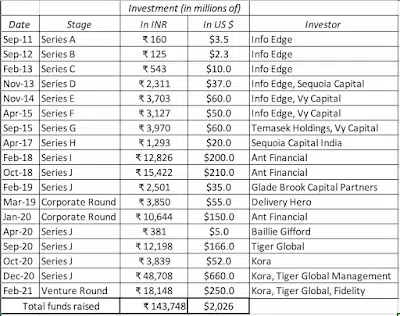 Investment (in millions of)
Date Stage In INR In US $ Investor
Sep-11 Series A ₹ 160 $3.5 Info Edge
Sep-12 Series B ₹ 125 $2.3 Info Edge
Feb-13 Series C ₹ 543 $10.0 Info Edge
Nov-13 Series D ₹ 2,311 $37.0 Info Edge, Sequoia Capital
Nov-14 Series E ₹ 3,703 $60.0 Info Edge, Vy Capital
Apr-15 Series F ₹ 3,127 $50.0 Info Edge, Vy Capital
Sep-15 Series G ₹ 3,970 $60.0 Temasek Holdings, Vy Capital
Apr-17 Series H ₹ 1,293 $20.0 Sequoia Capital India
Feb-18 Series I ₹ 12,826 $200.0 Ant Financial
Oct-18 Series J ₹ 15,422 $210.0 Ant Financial
Feb-19 Series J ₹ 2,501 $35.0 Glade Brook Capital Partners
Mar-19 Corporate Round ₹ 3,850 $55.0 Delivery Hero
Jan-20 Corporate Round ₹ 10,644 $150.0 Ant Financial
Apr-20 Series J ₹ 381 $5.0 Baillie Gifford
Sep-20 Series J ₹ 12,198 $166.0 Tiger Global
Oct-20 Series J ₹ 3,839 $52.0 Kora
Dec-20 Series J ₹ 48,708 $660.0 Kora, Tiger Global Management
Feb-21 Venture Round ₹ 18,148 $250.0 Kora, Tiger Global, Fidelity
Total funds raised ₹ 143,748 $2,026